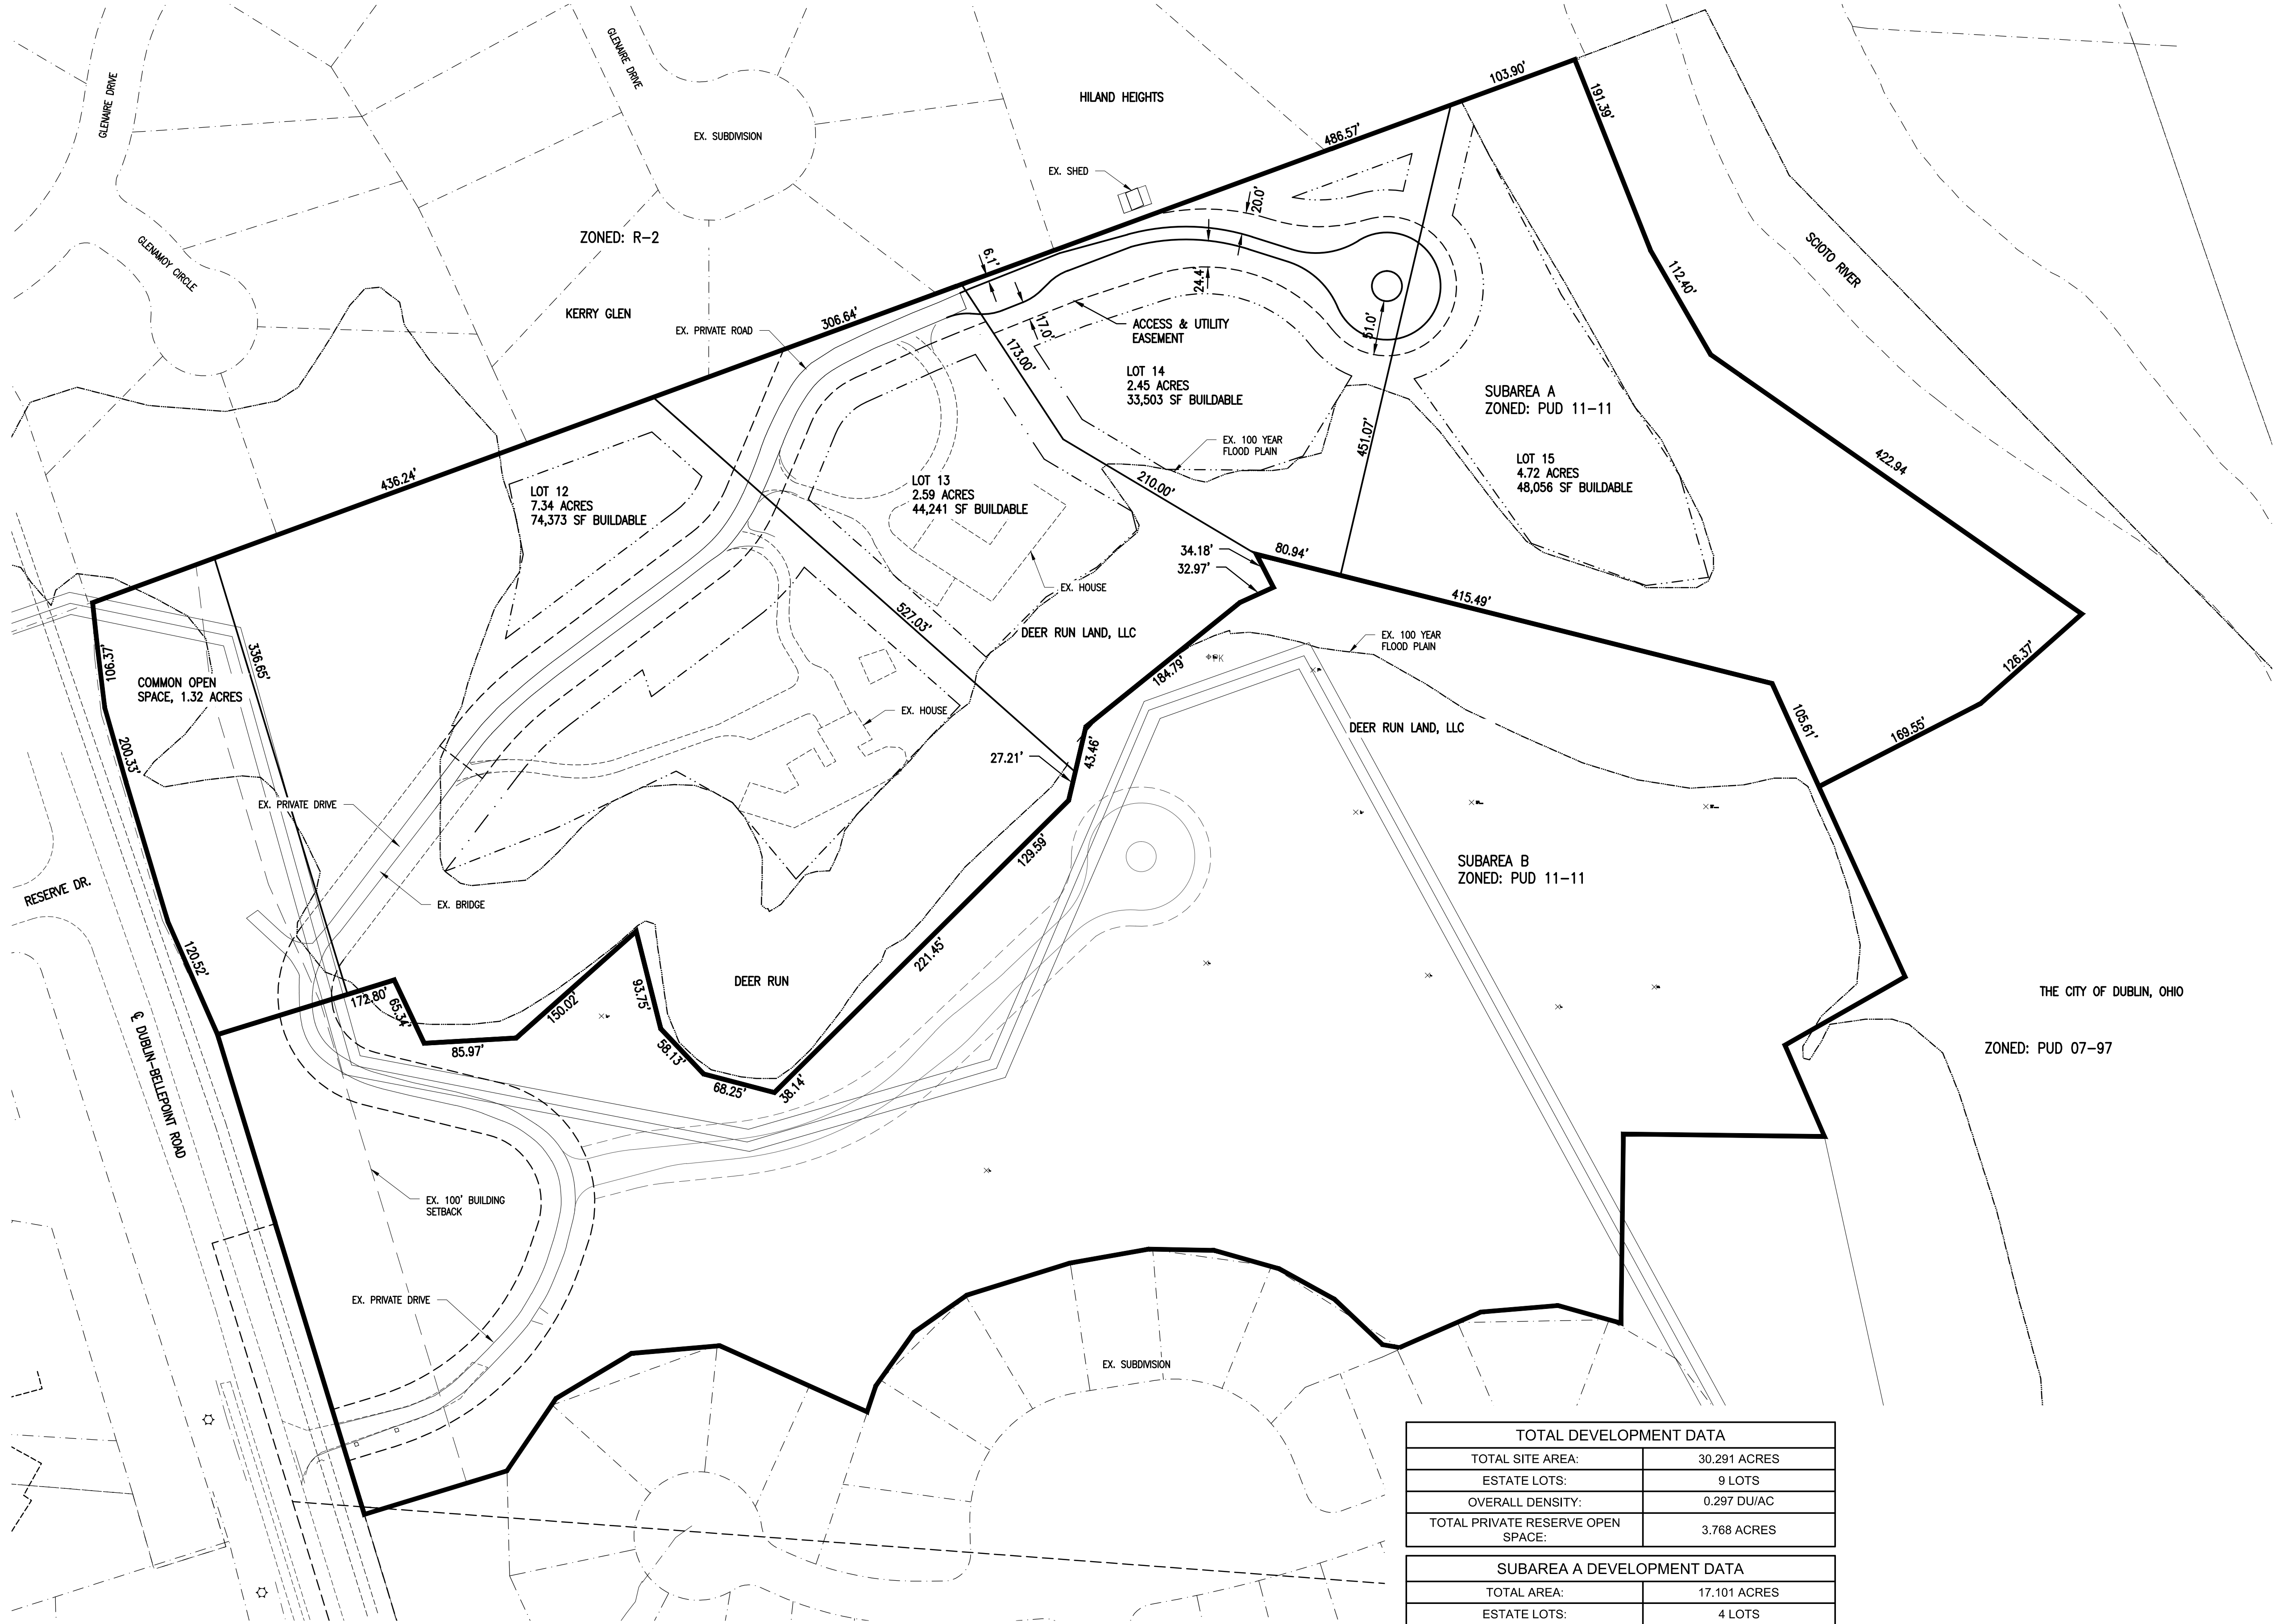 GLENAIRE DRIVE
GLENAIRE DRIVE
HILAND HEIGHTS
EX. SUBDIVISION
EX. SHED
103.90'
191.39'
486.57'
20.0'
GLENAMOY CIRCLE
ZONED: R-2
KERRY GLEN
SCIOTO RIVER
6.1'
24.4
112.40'
306.64'
EX. PRIVATE ROAD
17.0'
51.0'
ACCESS & UTILITY
EASEMENT
173.00'
LOT 14
2.45 ACRES
33,503 SF BUILDABLE
SUBAREA A
ZONED: PUD 11-11
EX. 100 YEAR
FLOOD PLAIN
451.07'
LOT 15
4.72 ACRES
48,056 SF BUILDABLE
422.94
436.24'
LOT 12
7.34 ACRES
74,373 SF BUILDABLE
LOT 13
2.59 ACRES
44,241 SF BUILDABLE
210.00'
34.18'
32.97'
80.94'
EX. HOUSE
415.49'
527.03'
DEER RUN LAND, LLC
EX. 100 YEAR
FLOOD PLAIN
336.65'
106.37'
COMMON OPEN
SPACE, 1.32 ACRES
184.79'
126.37'
EX. HOUSE
DEER RUN LAND, LLC
105.61'
169.55'
200.33'
27.21'
43.46'
EX. PRIVATE DRIVE
129.59'
SUBAREA B
ZONED: PUD 11-11
RESERVE DR.
EX. BRIDGE
120.52'
221.45'
DEER RUN
93.75'
172.80'
65.34'
150.02'
85.97'
58.13'
68.25'
38.14'
THE CITY OF DUBLIN, OHIO
ZONED: PUD 07-97
℄ DUBLIN-BELLEPOINT ROAD
EX. 100' BUILDING
SETBACK
EX. PRIVATE DRIVE
EX. SUBDIVISION
TOTAL DEVELOPMENT DATA
TOTAL SITE AREA: 30.291 ACRES
ESTATE LOTS: 9 LOTS
OVERALL DENSITY: 0.297 DU/AC
TOTAL PRIVATE RESERVE OPEN
SPACE: 3.768 ACRES
SUBAREA A DEVELOPMENT DATA
TOTAL AREA: 17.101 ACRES
ESTATE LOTS: 4 LOTS